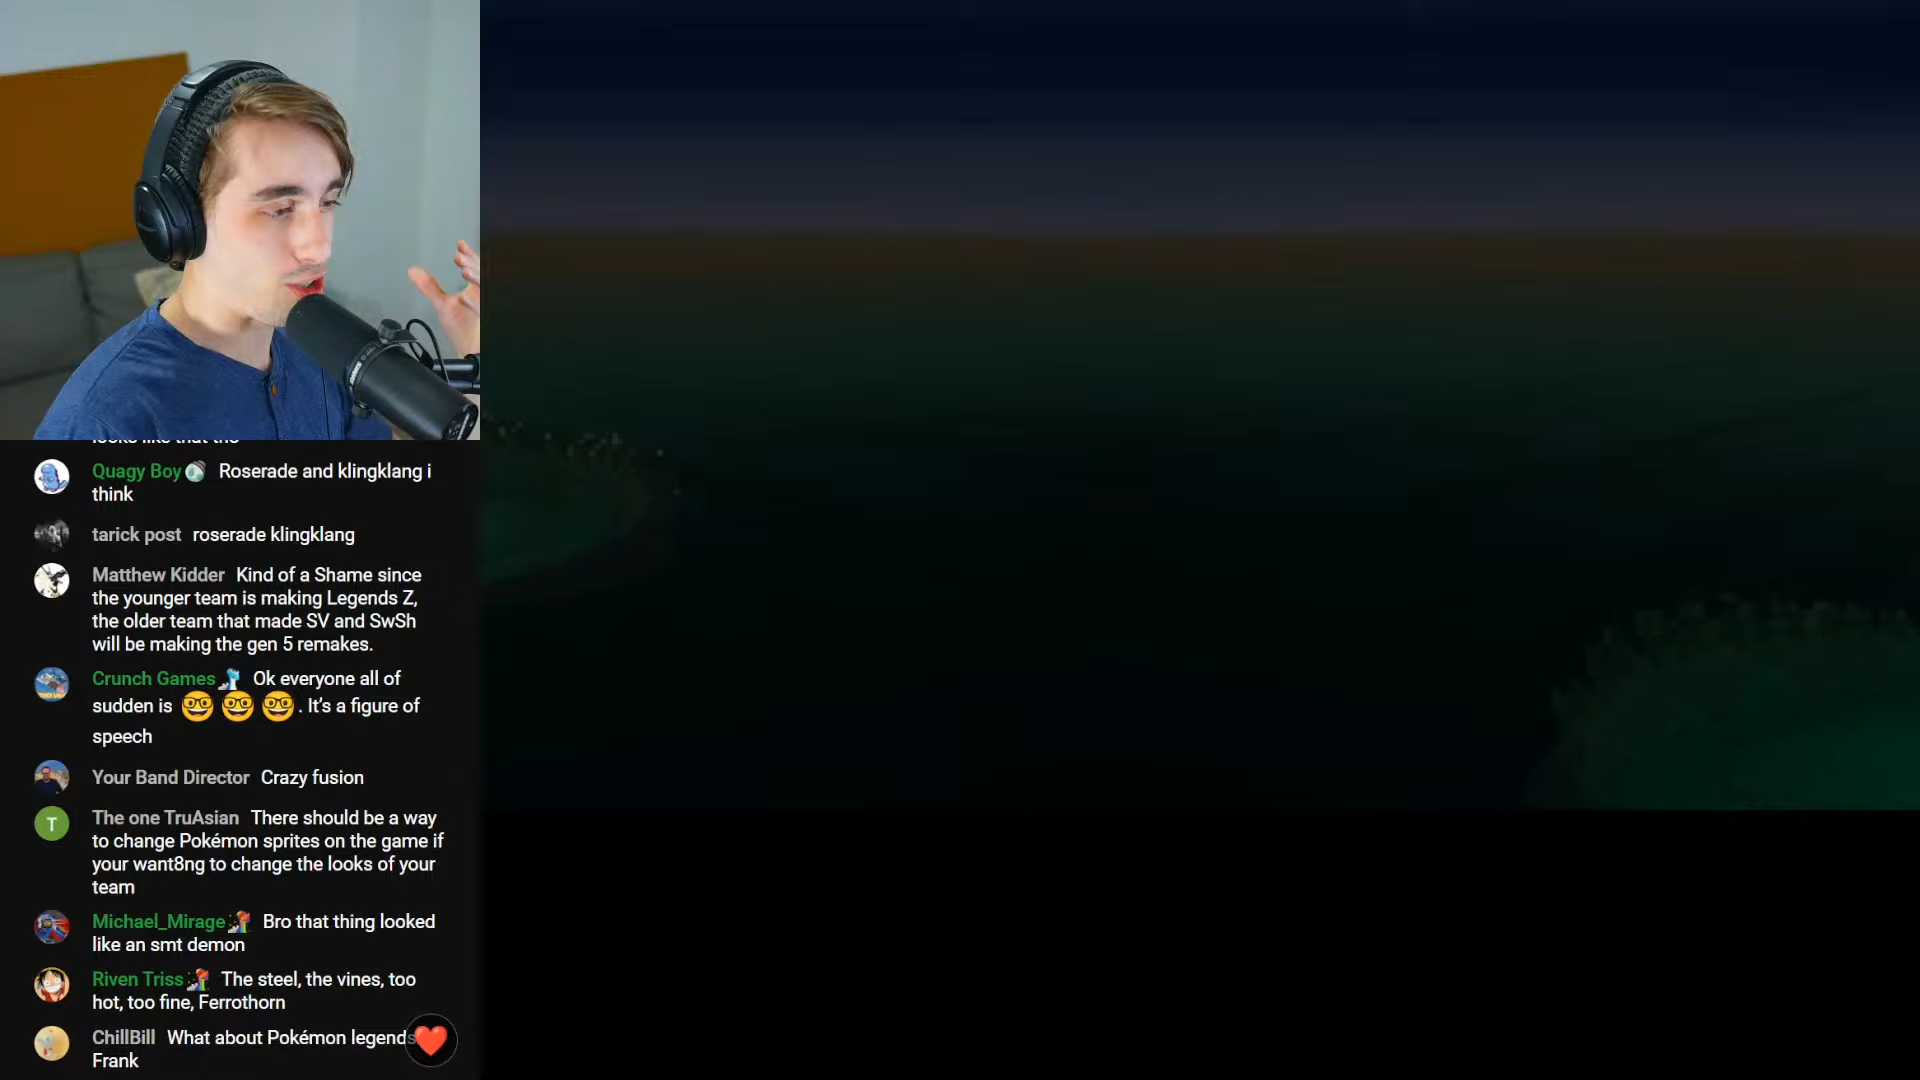 looks like that tho
Quagy Boy Roserade and klingklang i
think
tarick post roserade klingklang
Matthew Kidder Kind of a Shame since
the younger team is making Legends Z,
the older team that made SV and SwSh
will be making the gen 5 remakes.
Crunch Games Ok everyone all of
sudden is 🤓 🤓 🤓. It’s a figure of
speech
Your Band Director Crazy fusion
T The one TruAsian There should be a way
to change Pokémon sprites on the game if
your want8ng to change the looks of your
team
Michael_Mirage Bro that thing looked
like an smt demon
Riven Triss The steel, the vines, too
hot, too fine, Ferrothorn
ChillBill What about Pokémon legends
Frank